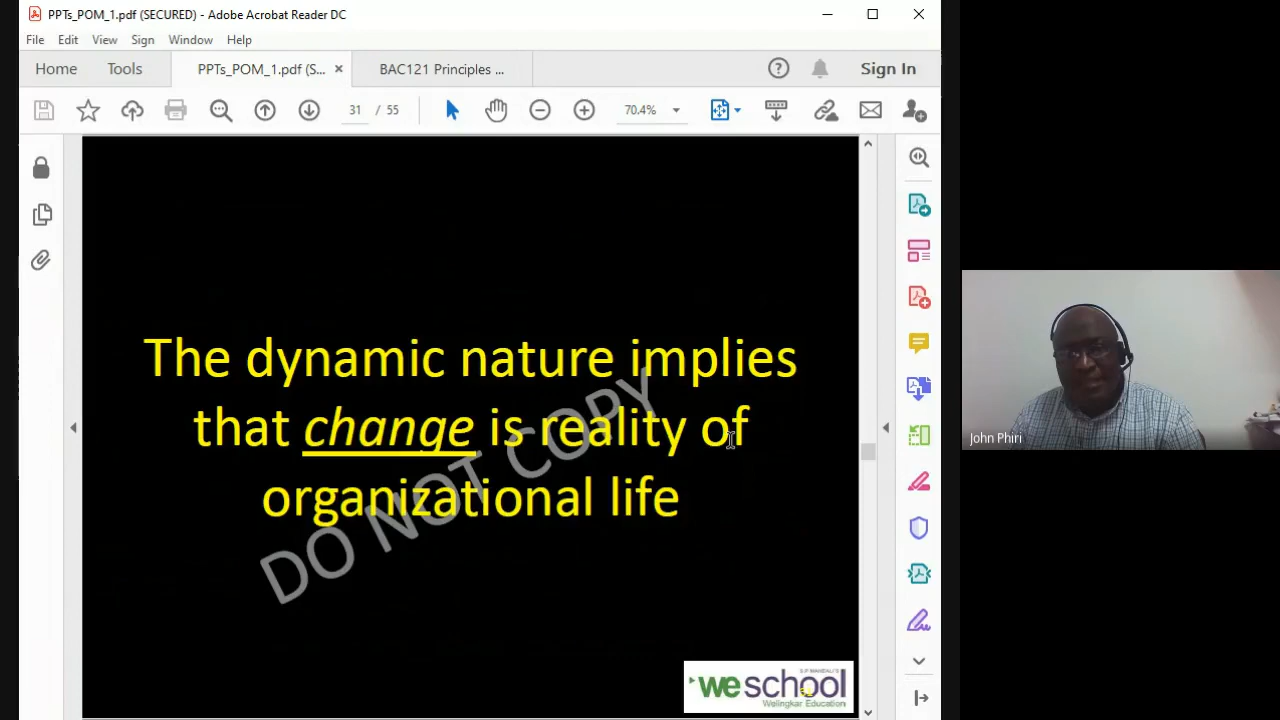 PPTs_POM_1.pdf (SECURED) - Adobe Acrobat Reader DC
File Edit View Sign Window Help
Home Tools PPTs_POM_1.pdf (S... × BAC121 Principles ... Sign In
31 / 55 70.4%
The dynamic nature implies
that change is reality of
organizational life
DO NOT COPY
weschool
Welingkar Education
John Phiri